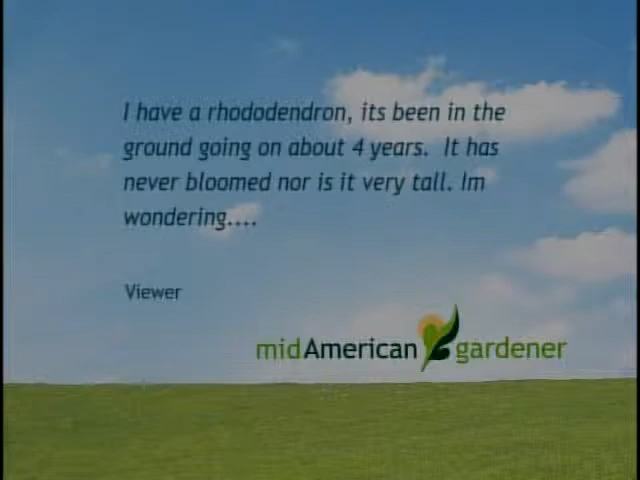 I have a rhododendron, its been in the
ground going on about 4 years. It has
never bloomed nor is it very tall. Im
wondering....
Viewer
midAmerican gardener